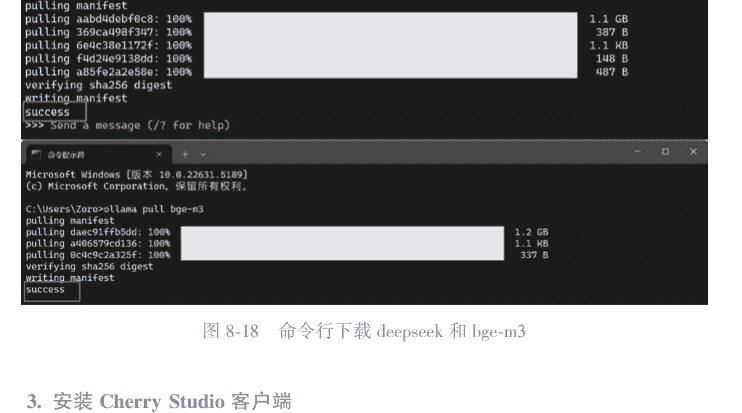 pulling manifest
pulling aabd4debf0c8: 100% 1.1 GB
pulling 369ca498f347: 100% 387 B
pulling 6e4c38e1172f: 100% 1.1 KB
pulling f4d24e9138dd: 100% 148 B
pulling a85fe2a2e58e: 100% 487 B
verifying sha256 digest
writing manifest
success
>>> Send a message (/? for help)
命令提示符
Microsoft Windows [版本 10.0.22631.5189]
(c) Microsoft Corporation。保留所有权利。
C:\Users\Zoro>ollama pull bge-m3
pulling manifest
pulling daec91ffb5dd: 100% 1.2 GB
pulling a406579cd136: 100% 1.1 KB
pulling 0c4c9c2a325f: 100% 337 B
verifying sha256 digest
writing manifest
success
图 8-18 命令行下载 deepseek 和 bge-m3
3. 安装 Cherry Studio 客户端